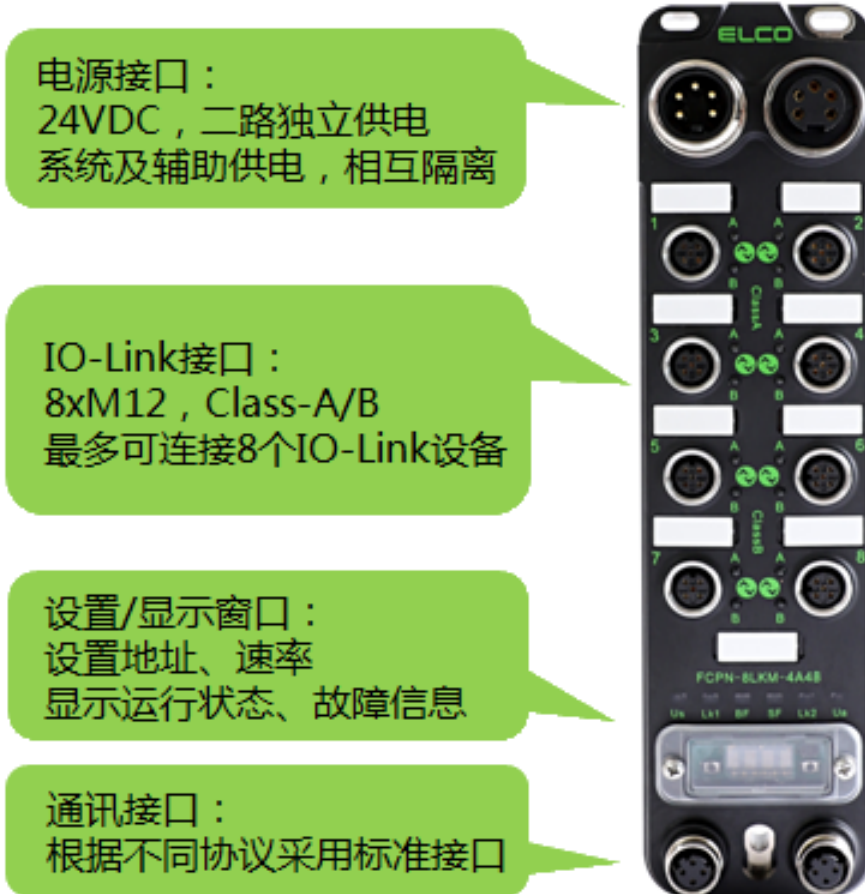 电源接口：
24VDC，二路独立供电
系统及辅助供电，相互隔离
IO-Link接口：
8xM12，Class-A/B
最多可连接8个IO-Link设备
设置/显示窗口：
设置地址、速率
显示运行状态、故障信息
通讯接口：
根据不同协议采用标准接口
ELCO
1 A A 2
B B
ClassA
3 A A 4
B B
5 A A 6
B B
ClassB
7 A A 8
B B
FCPN-8LKM-4A4B
Us Lk1 BF SF Lk2 Ua